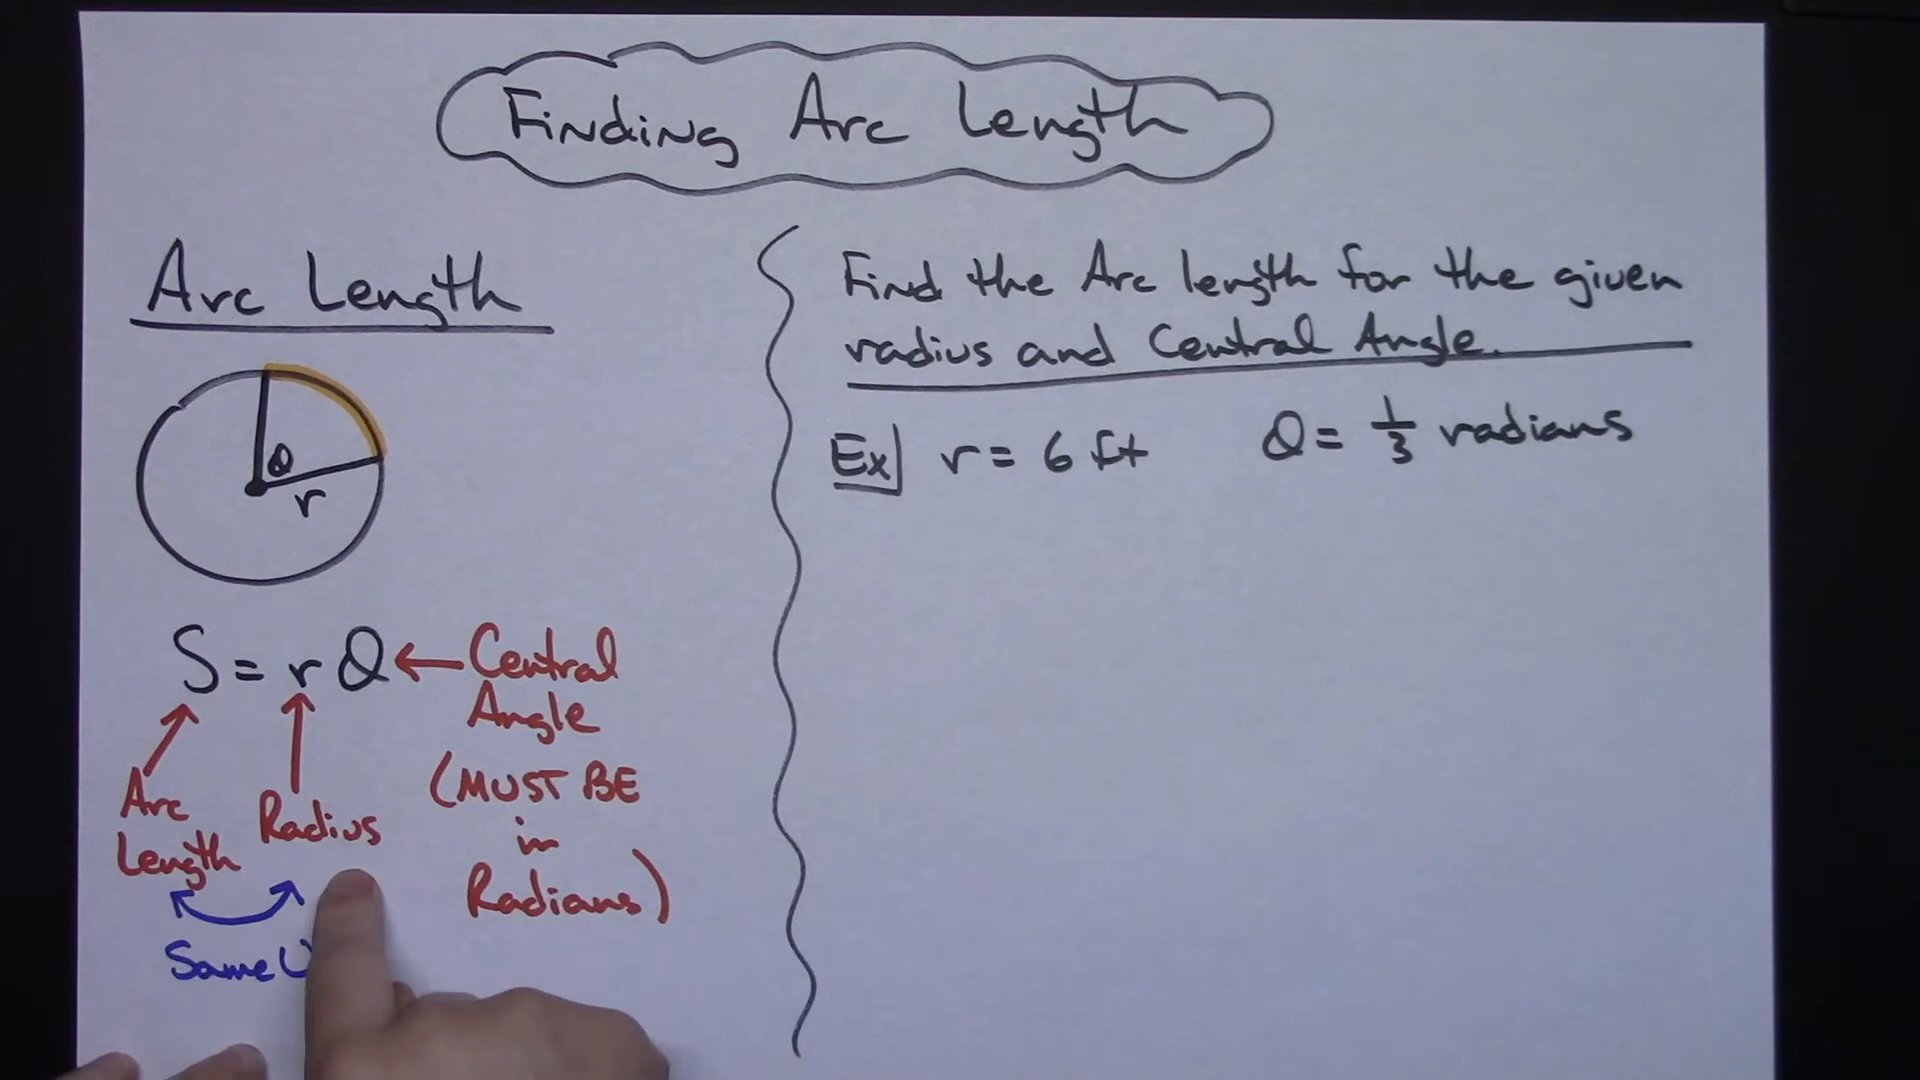 Finding Arc Length
Arc Length
θ
r
S = r θ ← Central
Angle
(MUST BE
in
Radians)
Arc
Length
Radius
Same
Find the Arc length for the given
radius and Central Angle.
Ex r = 6 ft θ = 1/3 radians